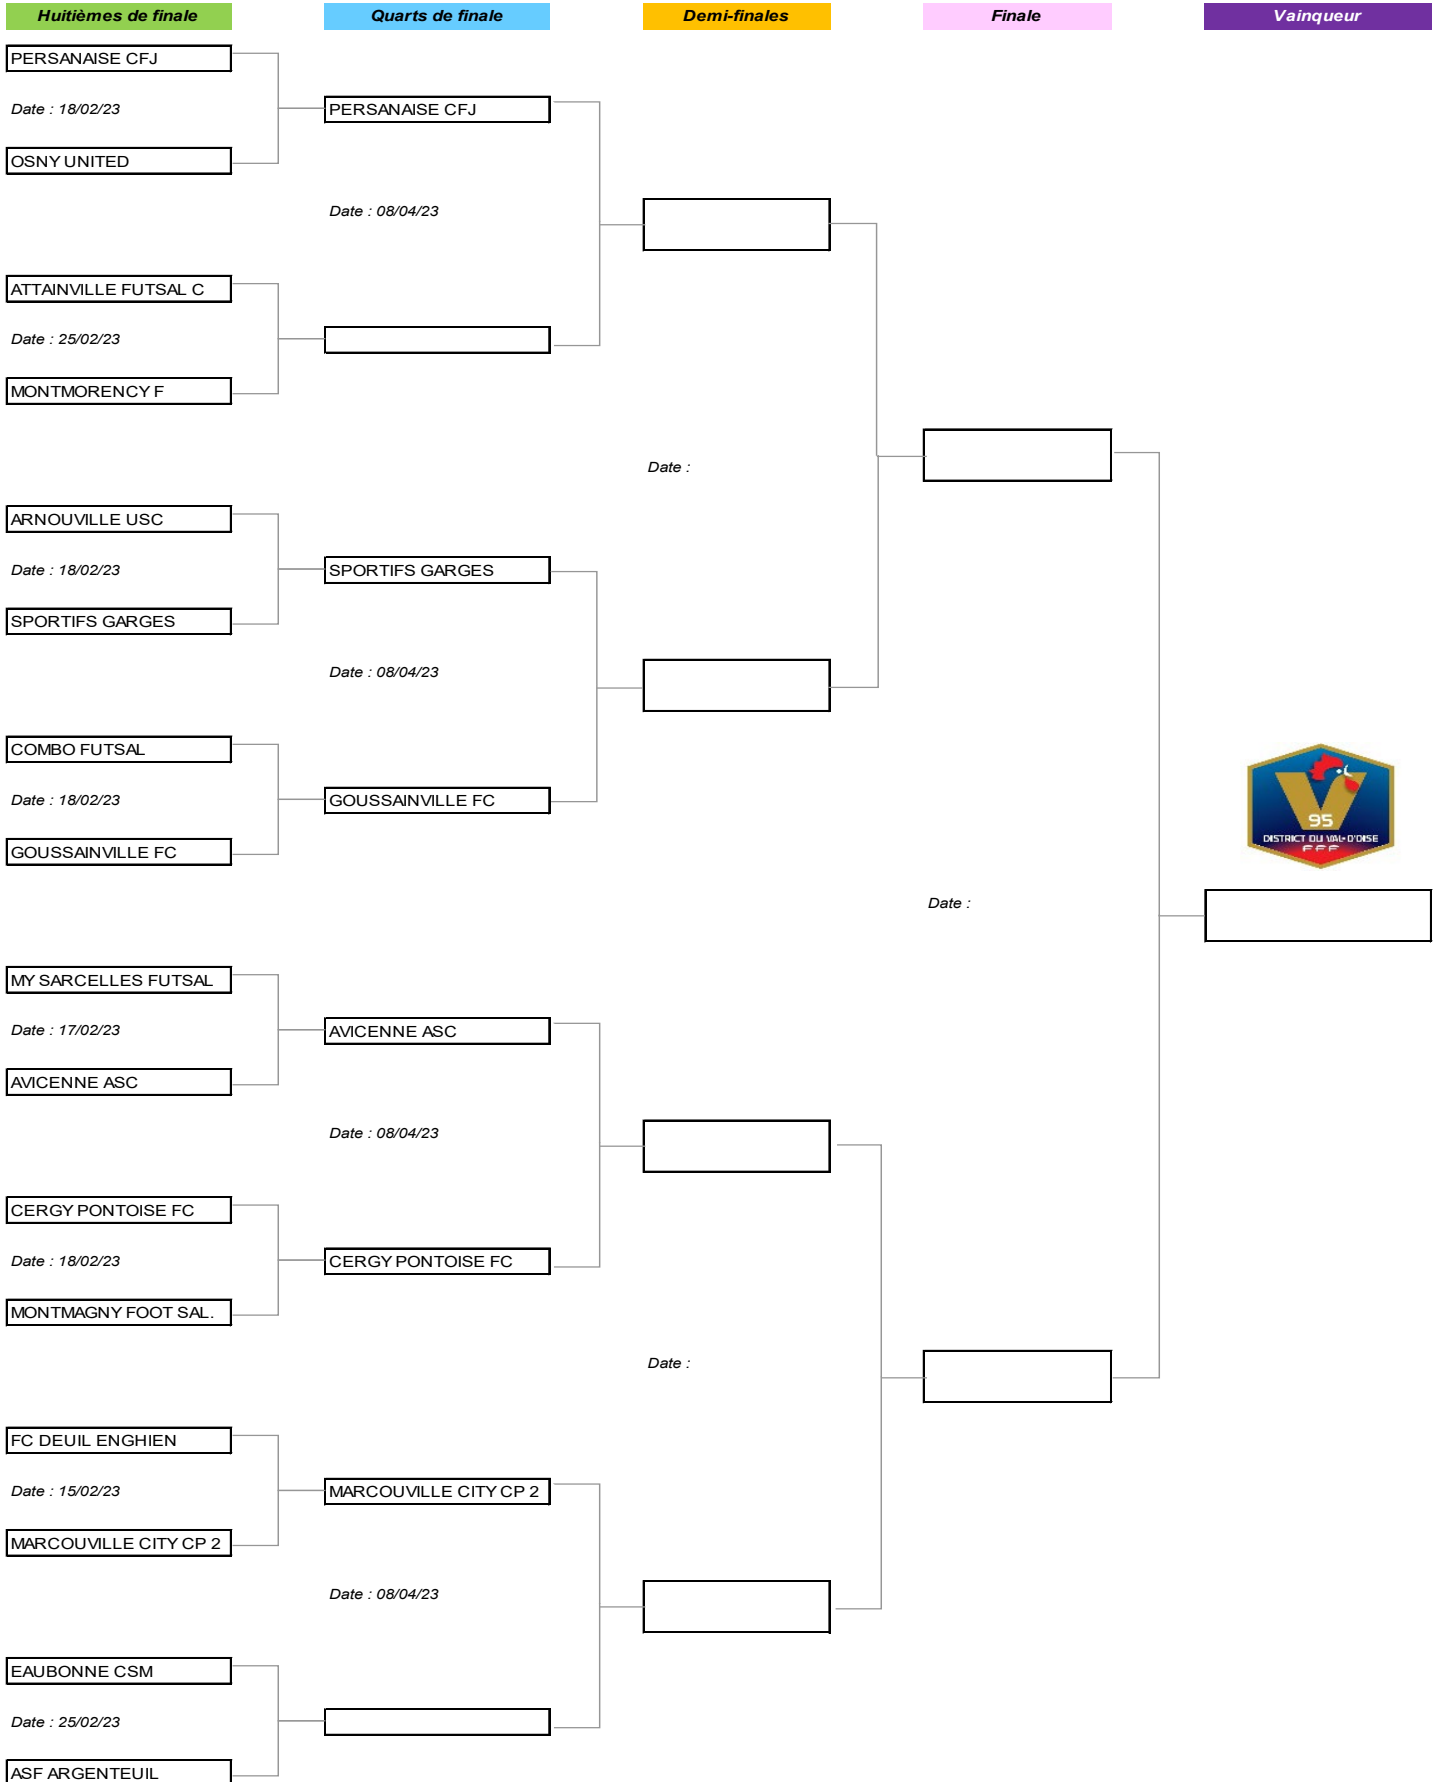 Huitièmes de finale
Quarts de finale
Demi-finales
Finale
Vainqueur
PERSANAISE CFJ
Date : 18/02/23
PERSANAISE CFJ
OSNY UNITED
Date : 08/04/23
ATTAINVILLE FUTSAL C
Date : 25/02/23
MONTMORENCY F
Date :
ARNOUVILLE USC
Date : 18/02/23
SPORTIFS GARGES
SPORTIFS GARGES
Date : 08/04/23
COMBO FUTSAL
Date : 18/02/23
GOUSSAINVILLE FC
GOUSSAINVILLE FC
95
DISTRICT DU VAL-D'OISE
FFF
Date :
MY SARCELLES FUTSAL
Date : 17/02/23
AVICENNE ASC
AVICENNE ASC
Date : 08/04/23
CERGY PONTOISE FC
Date : 18/02/23
CERGY PONTOISE FC
MONTMAGNY FOOT SAL.
Date :
FC DEUIL ENGHIEN
Date : 15/02/23
MARCOUVILLE CITY CP 2
MARCOUVILLE CITY CP 2
Date : 08/04/23
EAUBONNE CSM
Date : 25/02/23
ASF ARGENTEUIL